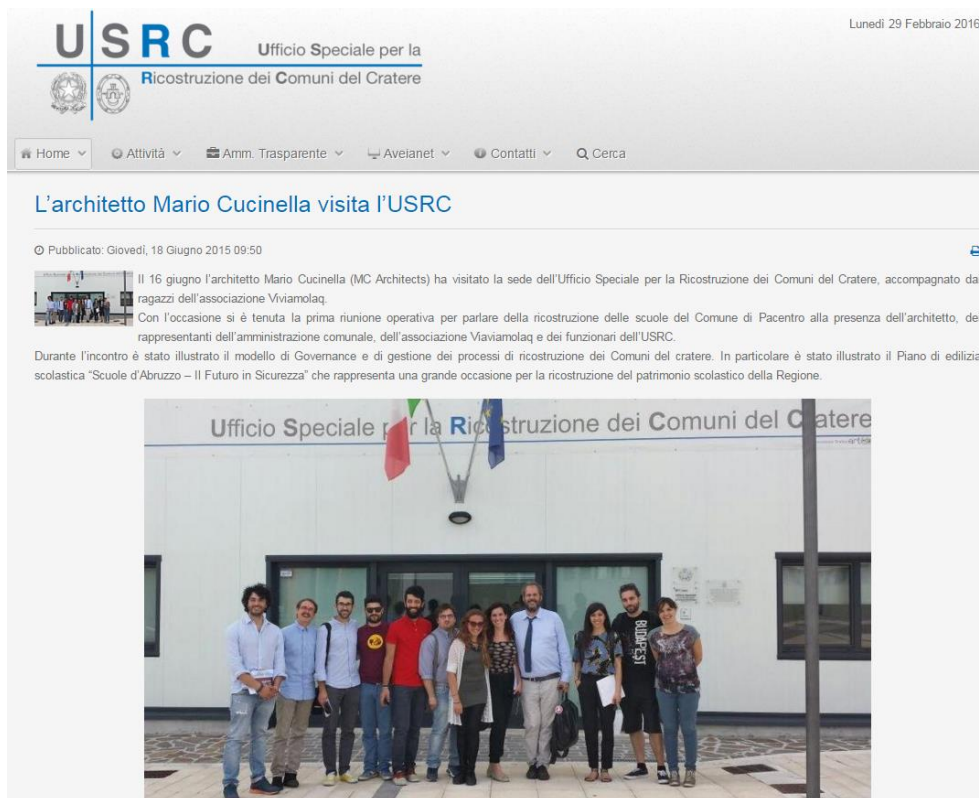 Lunedì 29 Febbraio 2016
USRC
Ufficio Speciale per la
Ricostruzione dei Comuni del Cratere
Home Attività Amm. Trasparente Aveianet Contatti Cerca
L'architetto Mario Cucinella visita l'USRC
Pubblicato: Giovedì, 18 Giugno 2015 09:50
Il 16 giugno l'architetto Mario Cucinella (MC Architects) ha visitato la sede dell'Ufficio Speciale per la Ricostruzione dei Comuni del Cratere, accompagnato da
ragazzi dell'associazione Viviamolaq.
Con l'occasione si è tenuta la prima riunione operativa per parlare della ricostruzione delle scuole del Comune di Pacentro alla presenza dell'architetto, de
rappresentanti dell'amministrazione comunale, dell'associazione Viaviamolaq e dei funzionari dell'USRC.
Durante l'incontro è stato illustrato il modello di Governance e di gestione dei processi di ricostruzione dei Comuni del cratere. In particolare è stato illustrato il Piano di edilizia
scolastica “Scuole d'Abruzzo – Il Futuro in Sicurezza” che rappresenta una grande occasione per la ricostruzione del patrimonio scolastico della Regione.
Ufficio Speciale per la Ricostruzione dei Comuni del Cratere
BUDAPEST